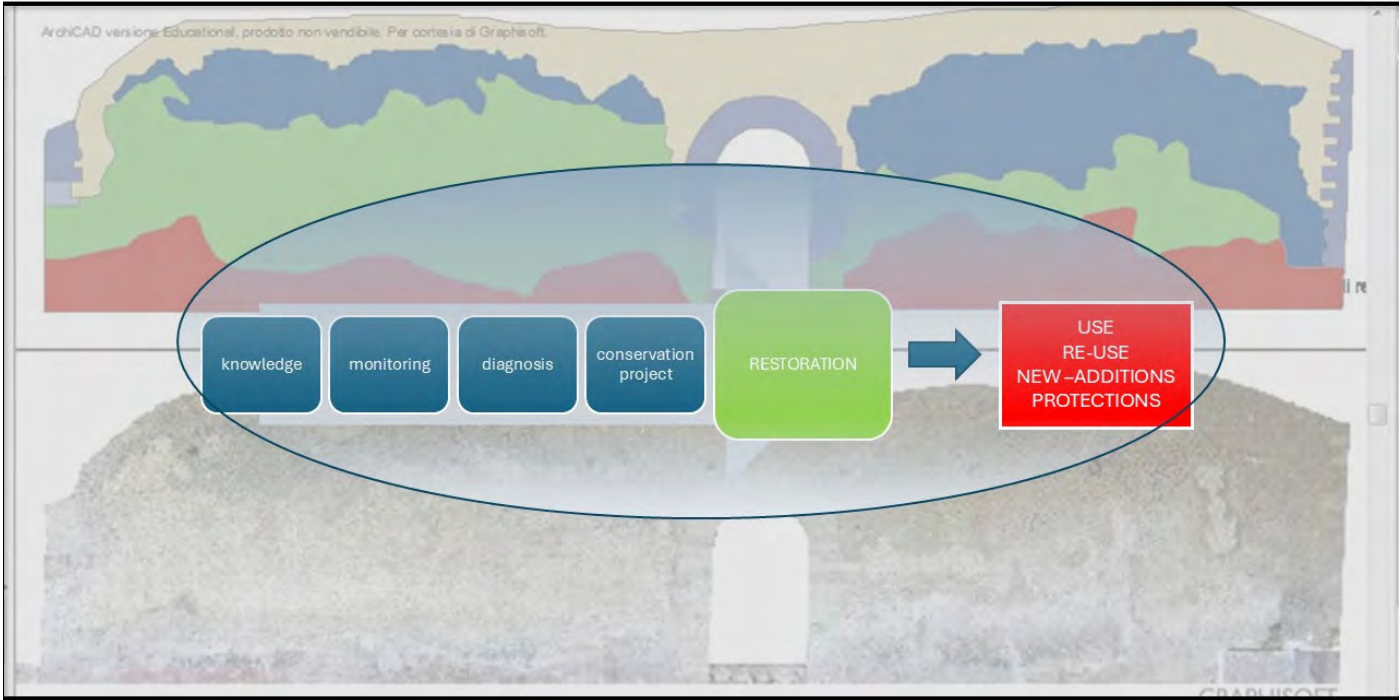 ArchiCAD versione Educational, prodotto non vendibile. Per cortesia di Graphisoft.
knowledge
monitoring
diagnosis
conservation
project
RESTORATION
USE
RE-USE
NEW –ADDITIONS
PROTECTIONS
GRAPHISOFT